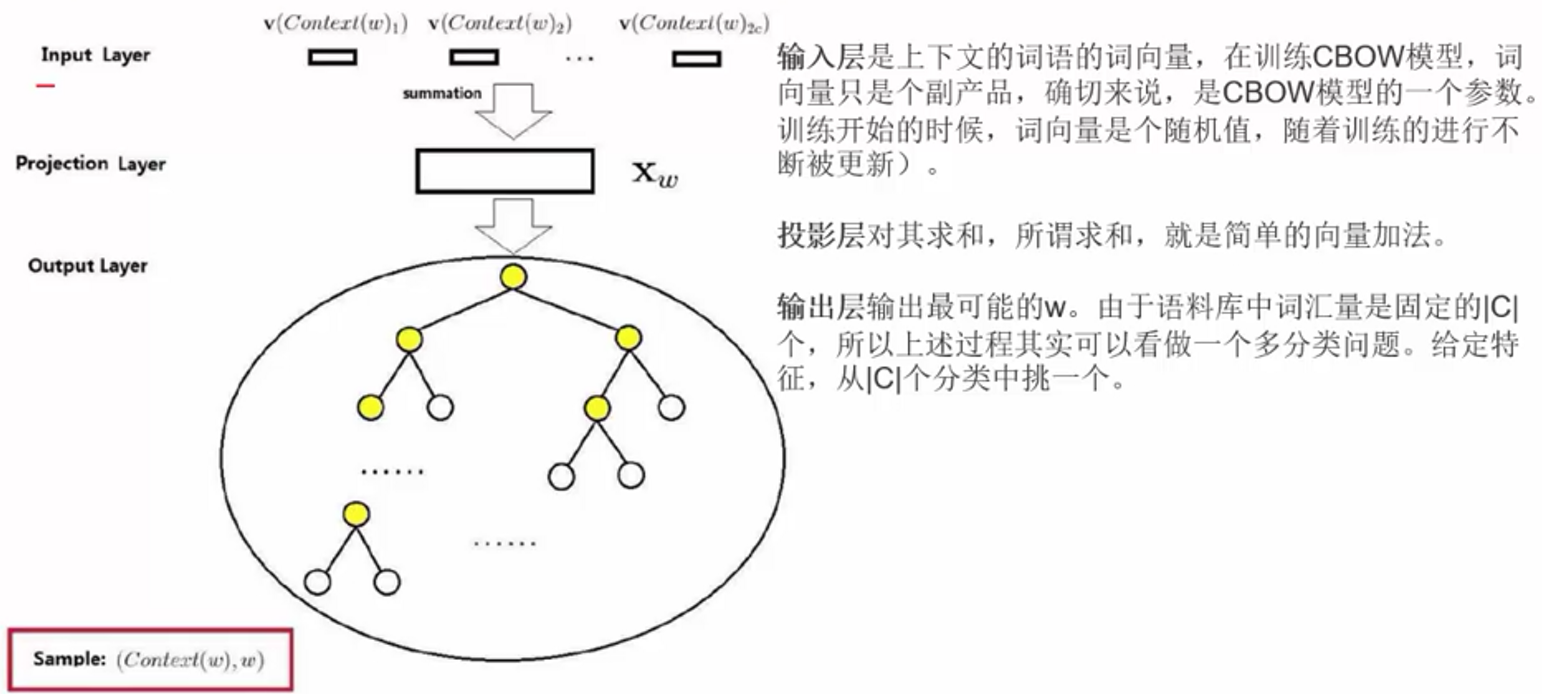 v(Context(w)₁) v(Context(w)₂) v(Context(w)₂c)
Input Layer
...
summation
Projection Layer
Xw
Output Layer
......
......
Sample: (Context(w), w)
输入层是上下文的词语的词向量，在训练CBOW模型，词
向量只是个副产品，确切来说，是CBOW模型的一个参数。
训练开始的时候，词向量是个随机值，随着训练的进行不
断被更新）。
投影层对其求和，所谓求和，就是简单的向量加法。
输出层输出最可能的w。由于语料库中词汇量是固定的|C|
个，所以上述过程其实可以看做一个多分类问题。给定特
征，从|C|个分类中挑一个。